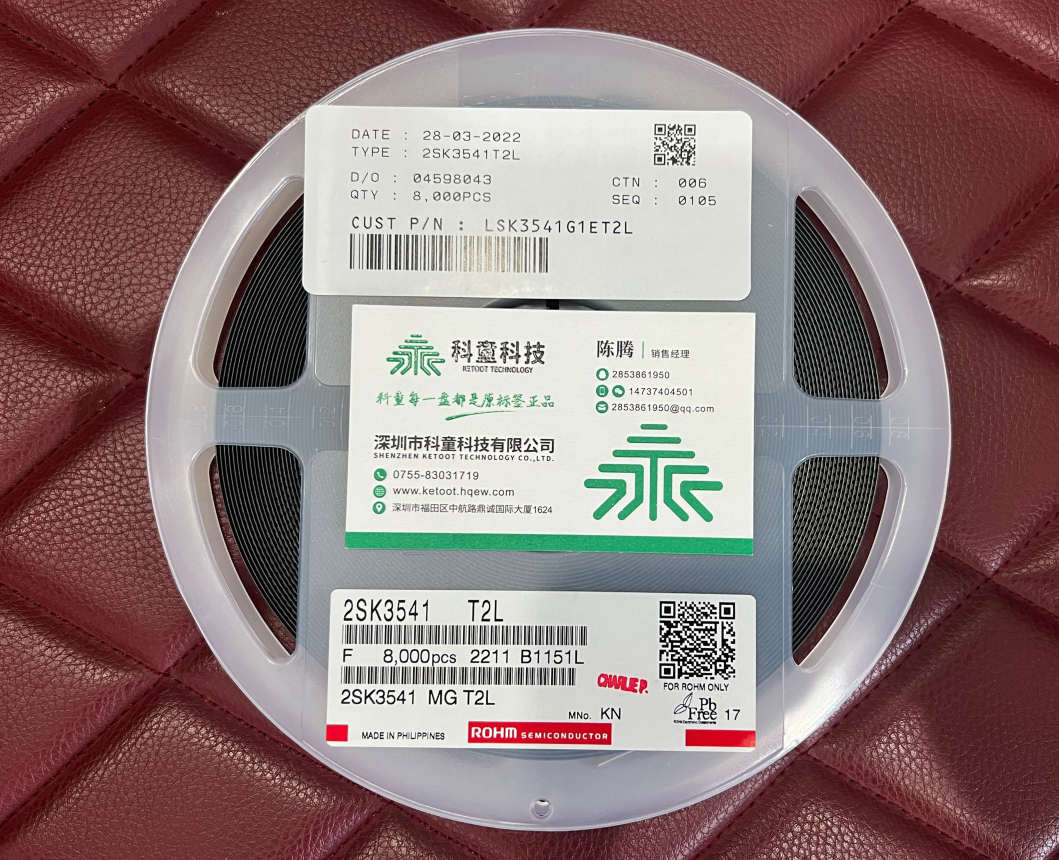 DATE : 28-03-2022
TYPE : 2SK3541T2L
D/O : 04598043
QTY : 8,000PCS
CTN : 006
SEQ : 0105
CUST P/N : LSK3541G1ET2L
科童科技
KETOOT TECHNOLOGY
科童每一盘都是原标签正品
深圳市科童科技有限公司
SHENZHEN KETOOT TECHNOLOGY CO.,LTD.
0755-83031719
www.ketoot.hqew.com
深圳市福田区中航路鼎诚国际大厦1624
陈腾 销售经理
2853861950
14737404501
2853861950@qq.com
2SK3541 T2L
F 8,000pcs 2211 B1151L
2SK3541 MG T2L
CHARLIE P.
FOR ROHM ONLY
MNo. KN
Pb
Free 17
MADE IN PHILIPPINES
ROHM SEMICONDUCTOR